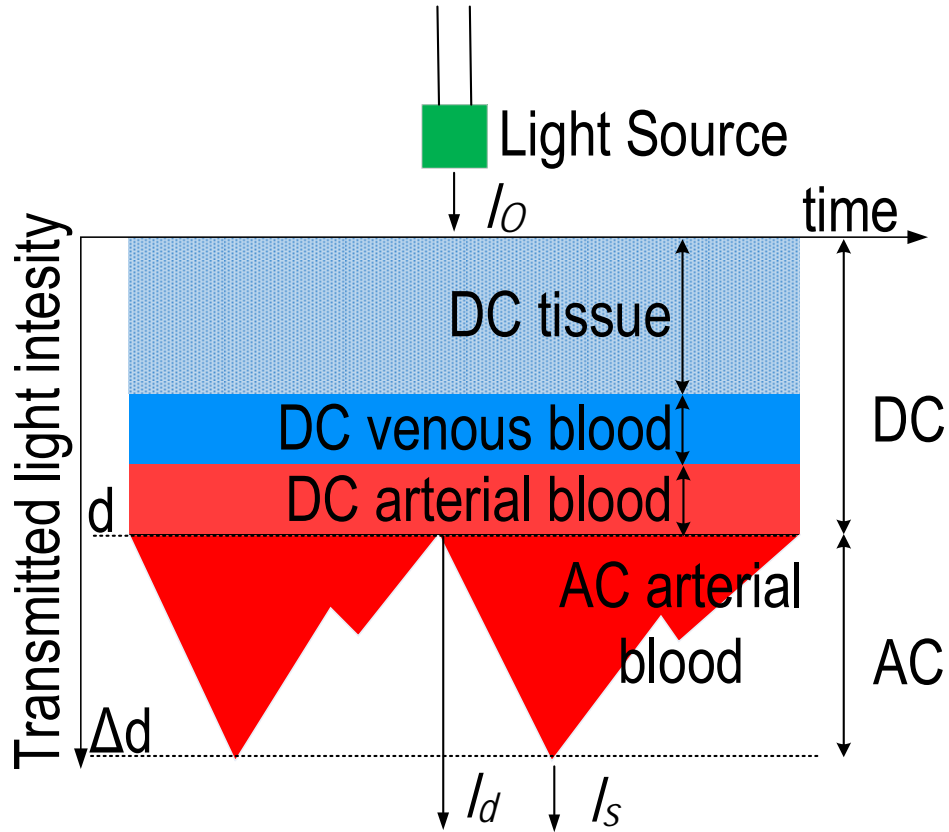 Light Source
I_O
time
Transmitted light intesity
DC tissue
DC
DC venous blood
DC arterial blood
d
AC arterial
blood
AC
Δd
I_d
I_s